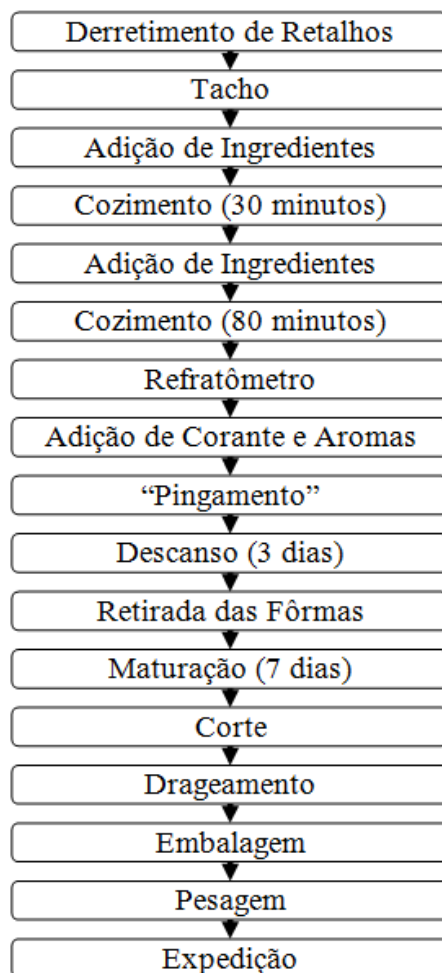 Derretimento de Retalhos
Tacho
Adição de Ingredientes
Cozimento (30 minutos)
Adição de Ingredientes
Cozimento (80 minutos)
Refratômetro
Adição de Corante e Aromas
“Pingamento”
Descanso (3 dias)
Retirada das Fôrmas
Maturação (7 dias)
Corte
Drageamento
Embalagem
Pesagem
Expedição